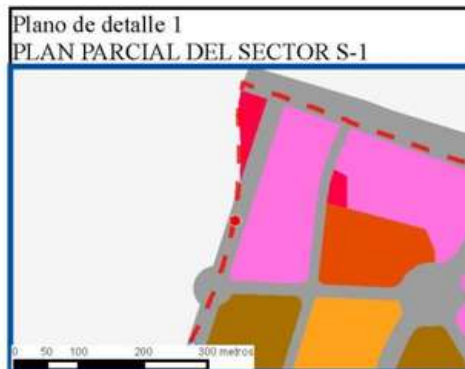 Plano de detalle 1
PLAN PARCIAL DEL SECTOR S-1
0 50 100 200 300 metros